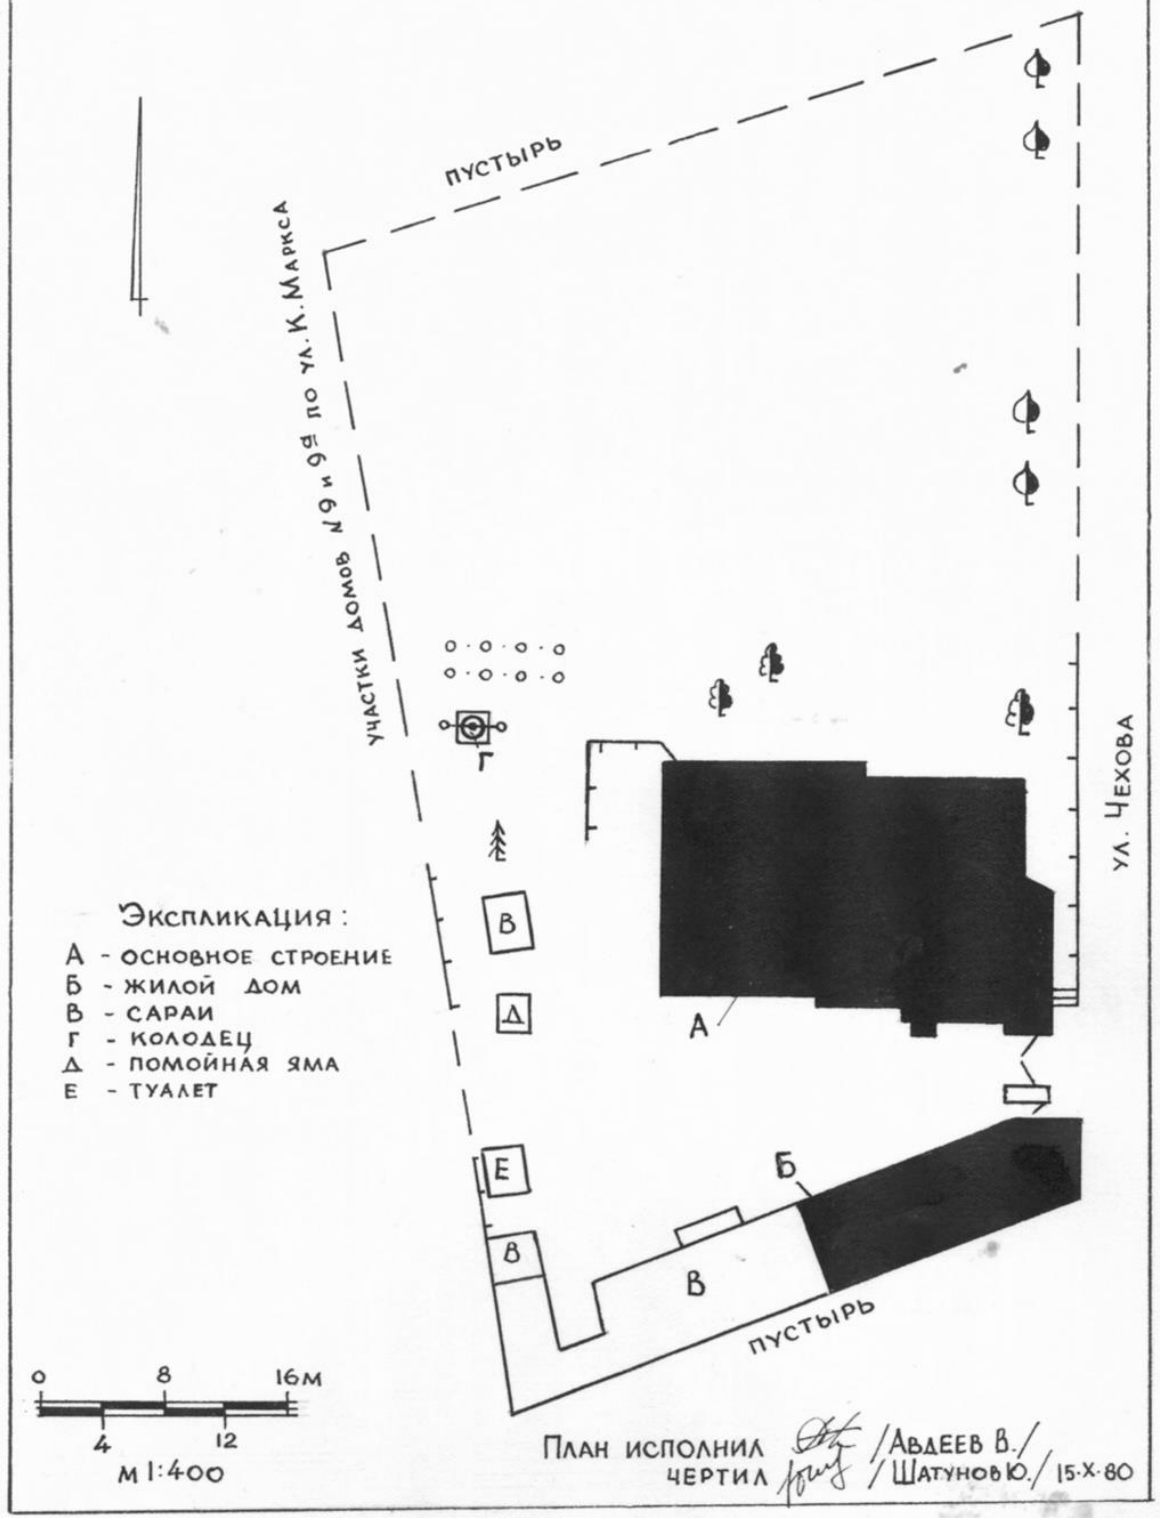 ПУСТЫРЬ
УЧАСТКИ ДОМОВ №9 и 9а ПО УЛ. К. МАРКСА
УЛ. ЧЕХОВА
Г
В
Д
А
Е
Б
В
В
ПУСТЫРЬ
ЭКСПЛИКАЦИЯ:
А - ОСНОВНОЕ СТРОЕНИЕ
Б - ЖИЛОЙ ДОМ
В - САРАИ
Г - КОЛОДЕЦ
Д - ПОМОЙНАЯ ЯМА
Е - ТУАЛЕТ
0 8 16М
4 12
М 1:400
ПЛАН ИСПОЛНИЛ /АВДЕЕВ В./
ЧЕРТИЛ /ШАТУНОВ Ю./ 15·X·80